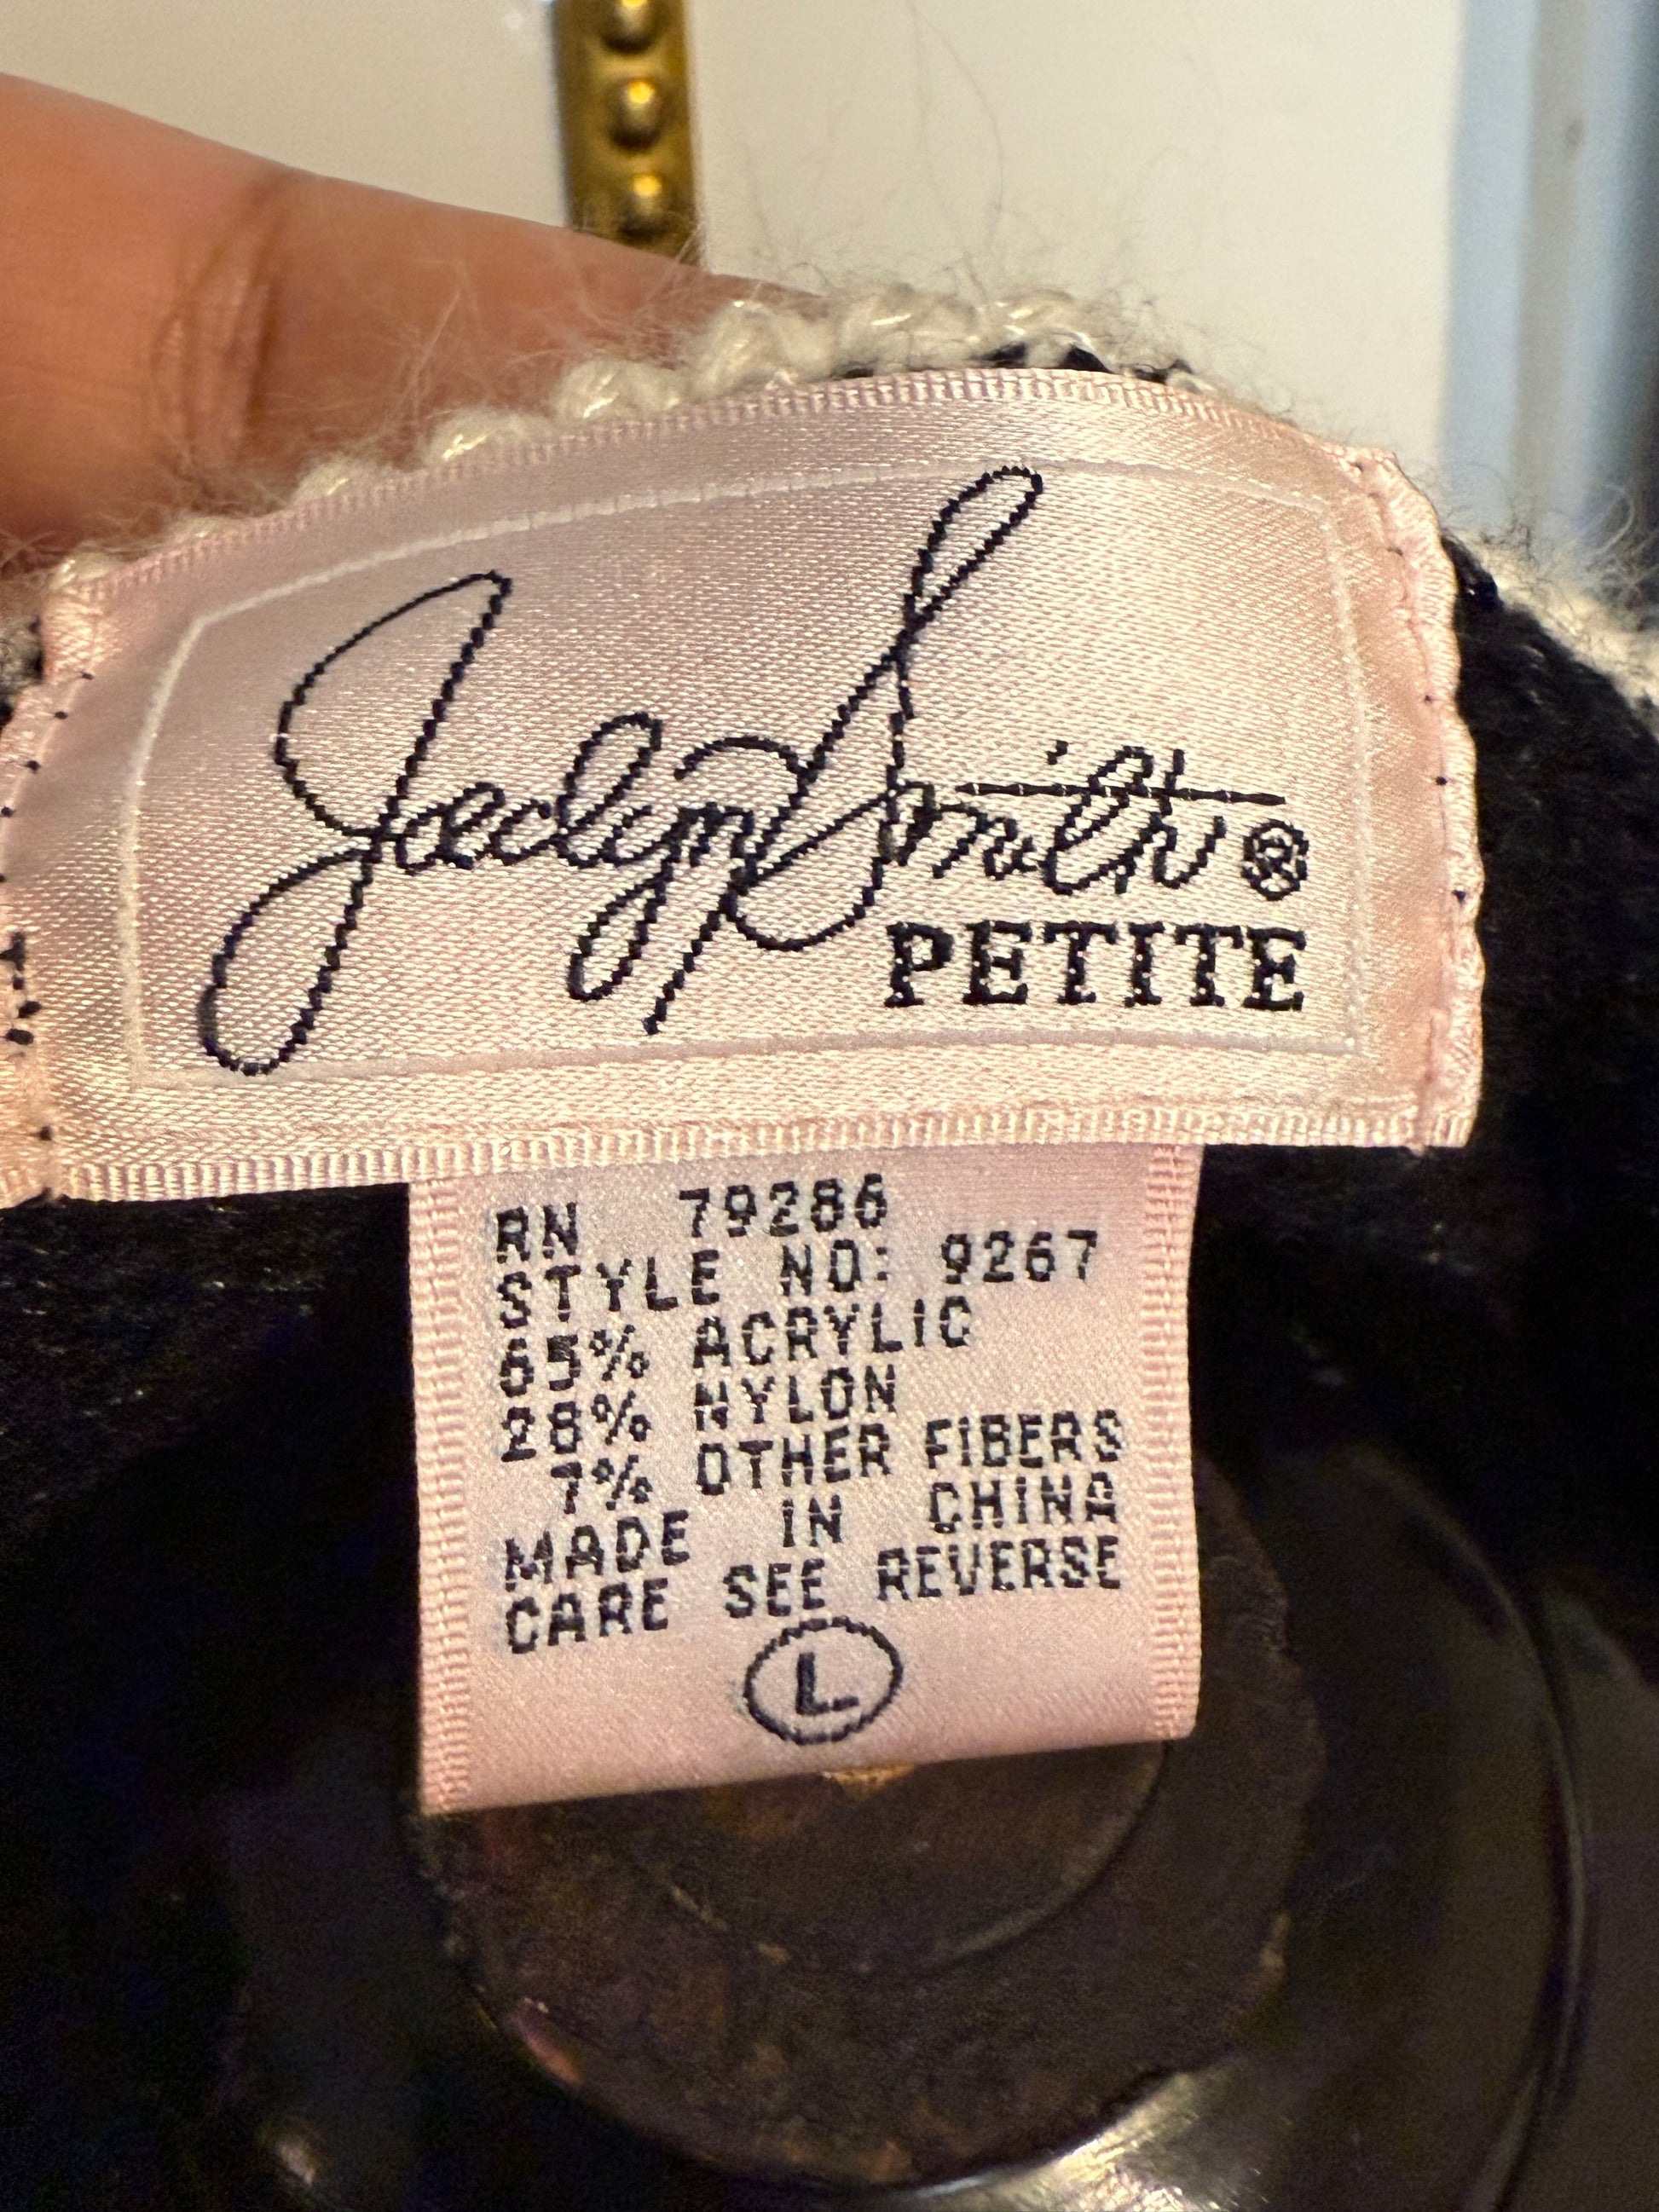 Jaclyn Smith®
PETITE
RN 79286
STYLE NO: 9267
65% ACRYLIC
28% NYLON
7% OTHER FIBERS
MADE IN CHINA
CARE SEE REVERSE
L